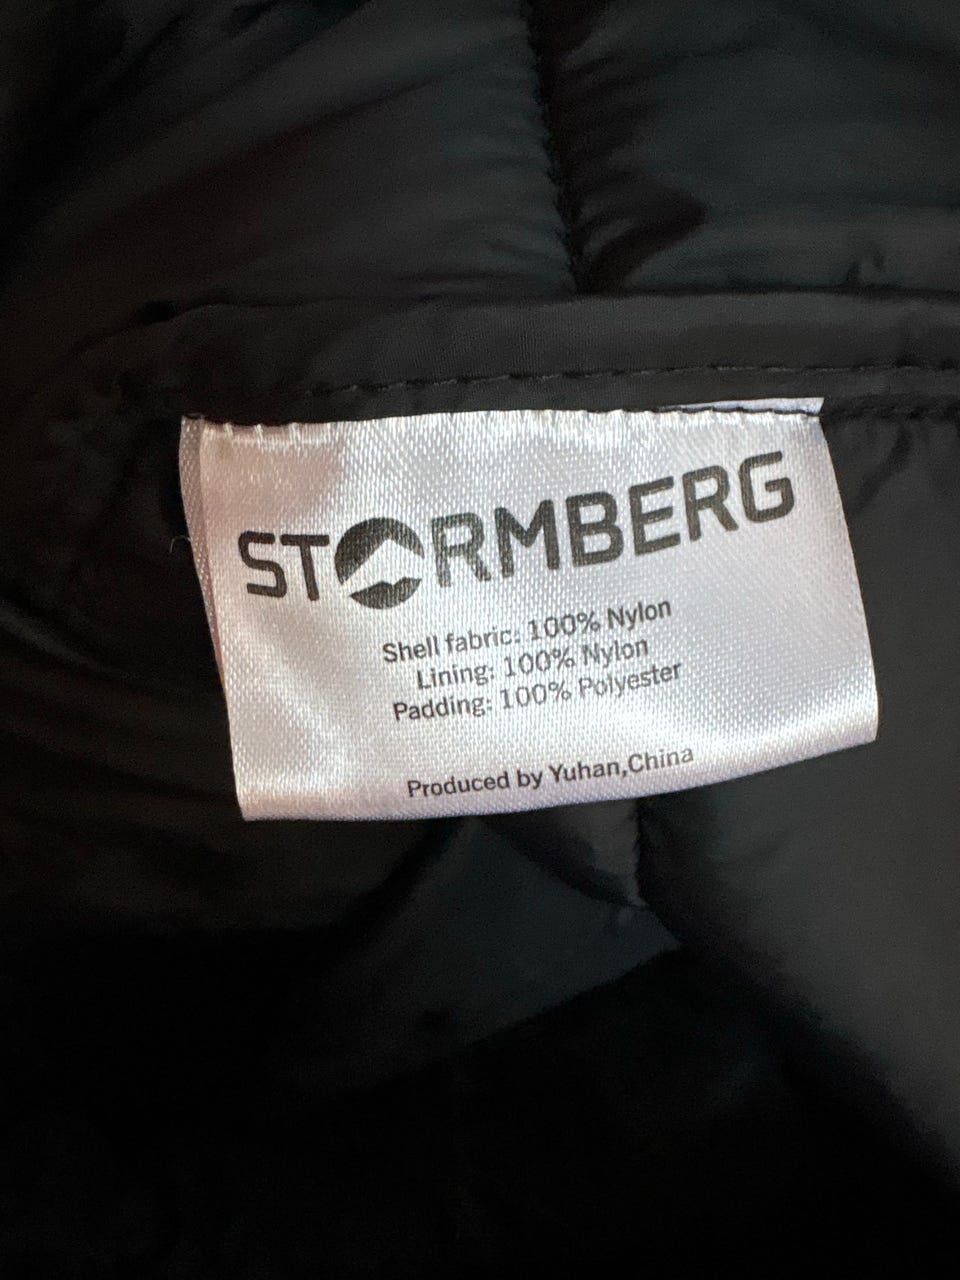 STORMBERG
Shell fabric: 100% Nylon
Lining: 100% Nylon
Padding: 100% Polyester
Produced by Yuhan,China